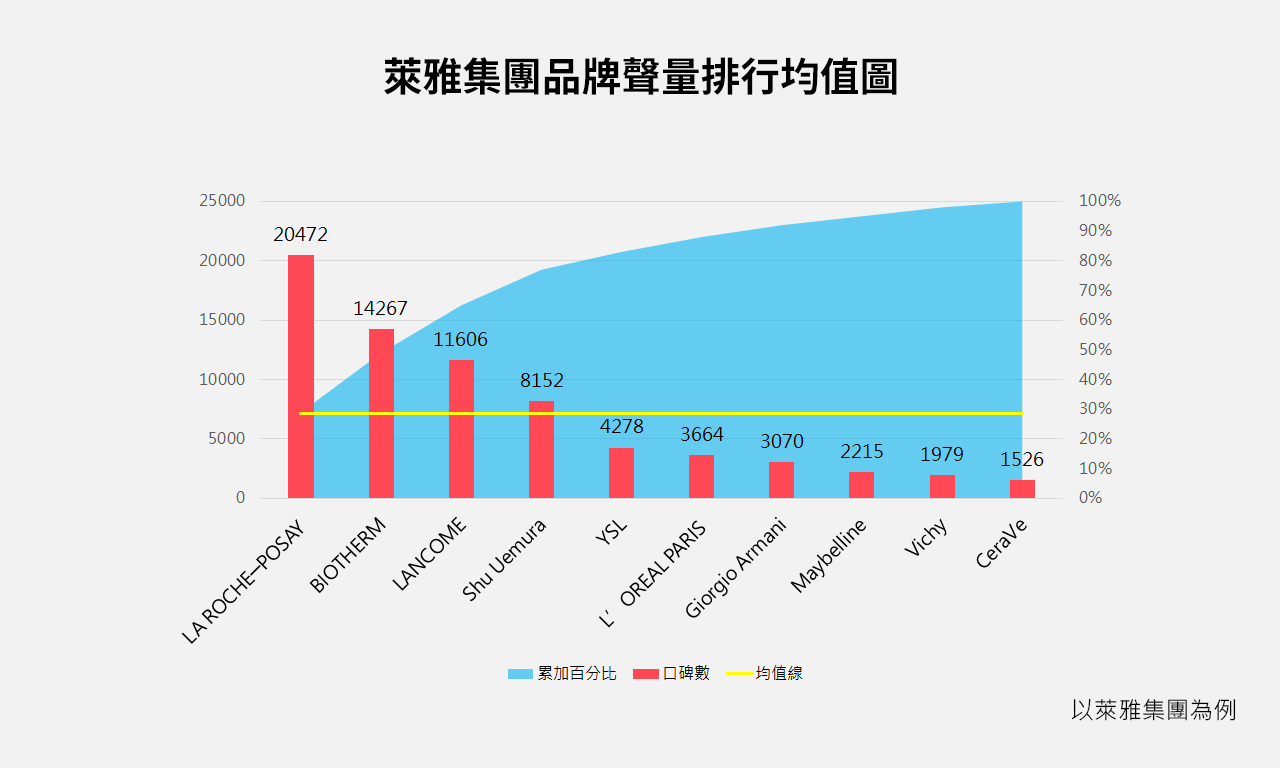 萊雅集團品牌聲量排行均值圖
25000
20000
15000
10000
5000
0
100%
90%
80%
70%
60%
50%
40%
30%
20%
10%
0%
20472
14267
11606
8152
4278
3664
3070
2215
1979
1526
LA ROCHE–POSAY
BIOTHERM
LANCOME
Shu Uemura
YSL
L’OREAL PARIS
Giorgio Armani
Maybelline
Vichy
CeraVe
累加百分比 口碑數 均值線
以萊雅集團為例